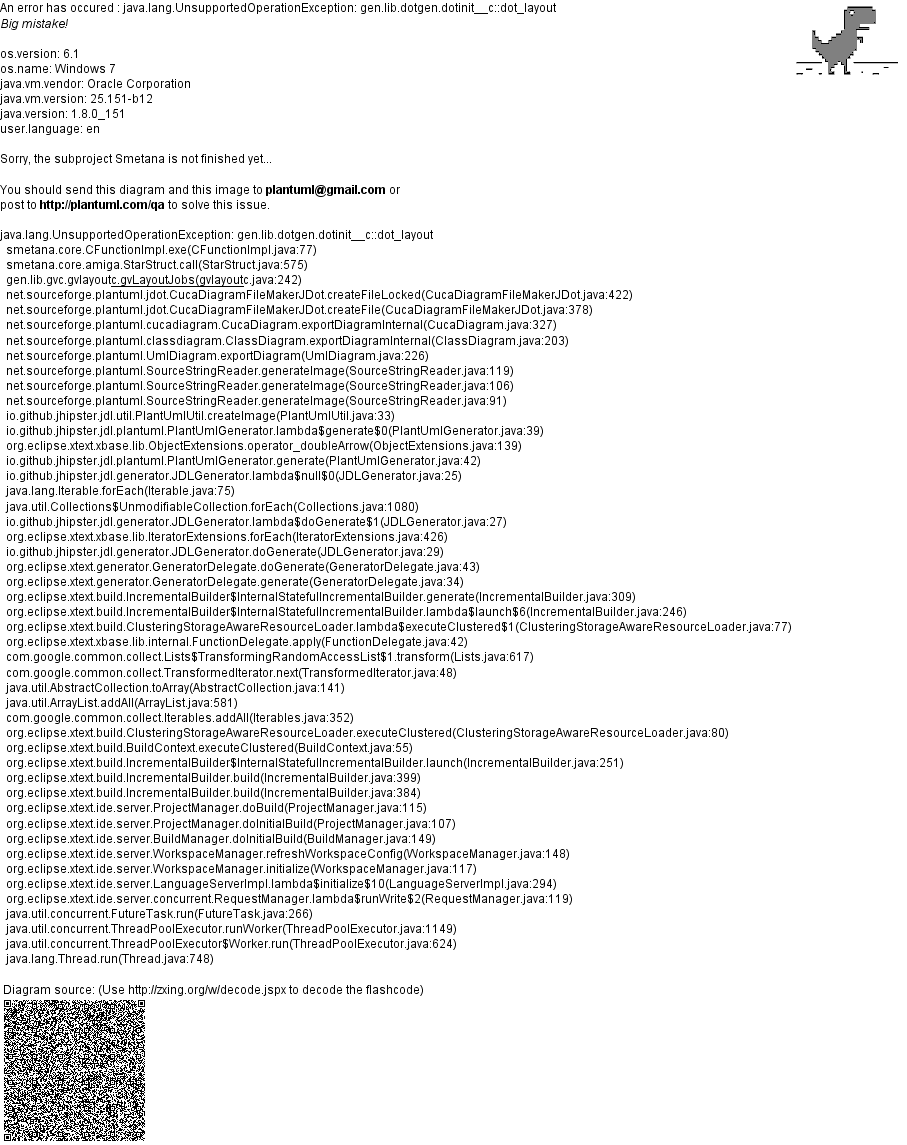 An error has occured : java.lang.UnsupportedOperationException: gen.lib.dotgen.dotinit__c::dot_layout
Big mistake!
os.version: 6.1
os.name: Windows 7
java.vm.vendor: Oracle Corporation
java.vm.version: 25.151-b12
java.version: 1.8.0_151
user.language: en
Sorry, the subproject Smetana is not finished yet...
You should send this diagram and this image to plantuml@gmail.com or
post to http://plantuml.com/qa to solve this issue.
java.lang.UnsupportedOperationException: gen.lib.dotgen.dotinit__c::dot_layout
smetana.core.CFunctionImpl.exe(CFunctionImpl.java:77)
smetana.core.amiga.StarStruct.call(StarStruct.java:575)
gen.lib.gvc.gvlayoutc.gvLayoutJobs(gvlayoutc.java:242)
net.sourceforge.plantuml.jdot.CucaDiagramFileMakerJDot.createFileLocked(CucaDiagramFileMakerJDot.java:422)
net.sourceforge.plantuml.jdot.CucaDiagramFileMakerJDot.createFile(CucaDiagramFileMakerJDot.java:378)
net.sourceforge.plantuml.cucadiagram.CucaDiagram.exportDiagramInternal(CucaDiagram.java:327)
net.sourceforge.plantuml.classdiagram.ClassDiagram.exportDiagramInternal(ClassDiagram.java:203)
net.sourceforge.plantuml.UmlDiagram.exportDiagram(UmlDiagram.java:226)
net.sourceforge.plantuml.SourceStringReader.generateImage(SourceStringReader.java:119)
net.sourceforge.plantuml.SourceStringReader.generateImage(SourceStringReader.java:106)
net.sourceforge.plantuml.SourceStringReader.generateImage(SourceStringReader.java:91)
io.github.jhipster.jdl.util.PlantUmlUtil.createImage(PlantUmlUtil.java:33)
io.github.jhipster.jdl.plantuml.PlantUmlGenerator.lambda$generate$0(PlantUmlGenerator.java:39)
org.eclipse.xtext.xbase.lib.ObjectExtensions.operator_doubleArrow(ObjectExtensions.java:139)
io.github.jhipster.jdl.plantuml.PlantUmlGenerator.generate(PlantUmlGenerator.java:42)
io.github.jhipster.jdl.generator.JDLGenerator.lambda$null$0(JDLGenerator.java:25)
java.lang.Iterable.forEach(Iterable.java:75)
java.util.Collections$UnmodifiableCollection.forEach(Collections.java:1080)
io.github.jhipster.jdl.generator.JDLGenerator.lambda$doGenerate$1(JDLGenerator.java:27)
org.eclipse.xtext.xbase.lib.IteratorExtensions.forEach(IteratorExtensions.java:426)
io.github.jhipster.jdl.generator.JDLGenerator.doGenerate(JDLGenerator.java:29)
org.eclipse.xtext.generator.GeneratorDelegate.doGenerate(GeneratorDelegate.java:43)
org.eclipse.xtext.generator.GeneratorDelegate.generate(GeneratorDelegate.java:34)
org.eclipse.xtext.build.IncrementalBuilder$InternalStatefulIncrementalBuilder.generate(IncrementalBuilder.java:309)
org.eclipse.xtext.build.IncrementalBuilder$InternalStatefulIncrementalBuilder.lambda$launch$6(IncrementalBuilder.java:246)
org.eclipse.xtext.build.ClusteringStorageAwareResourceLoader.lambda$executeClustered$1(ClusteringStorageAwareResourceLoader.java:77)
org.eclipse.xtext.xbase.lib.internal.FunctionDelegate.apply(FunctionDelegate.java:42)
com.google.common.collect.Lists$TransformingRandomAccessList$1.transform(Lists.java:617)
com.google.common.collect.TransformedIterator.next(TransformedIterator.java:48)
java.util.AbstractCollection.toArray(AbstractCollection.java:141)
java.util.ArrayList.addAll(ArrayList.java:581)
com.google.common.collect.Iterables.addAll(Iterables.java:352)
org.eclipse.xtext.build.ClusteringStorageAwareResourceLoader.executeClustered(ClusteringStorageAwareResourceLoader.java:80)
org.eclipse.xtext.build.BuildContext.executeClustered(BuildContext.java:55)
org.eclipse.xtext.build.IncrementalBuilder$InternalStatefulIncrementalBuilder.launch(IncrementalBuilder.java:251)
org.eclipse.xtext.build.IncrementalBuilder.build(IncrementalBuilder.java:399)
org.eclipse.xtext.build.IncrementalBuilder.build(IncrementalBuilder.java:384)
org.eclipse.xtext.ide.server.ProjectManager.doBuild(ProjectManager.java:115)
org.eclipse.xtext.ide.server.ProjectManager.doInitialBuild(ProjectManager.java:107)
org.eclipse.xtext.ide.server.BuildManager.doInitialBuild(BuildManager.java:149)
org.eclipse.xtext.ide.server.WorkspaceManager.refreshWorkspaceConfig(WorkspaceManager.java:148)
org.eclipse.xtext.ide.server.WorkspaceManager.initialize(WorkspaceManager.java:117)
org.eclipse.xtext.ide.server.LanguageServerImpl.lambda$initialize$10(LanguageServerImpl.java:294)
org.eclipse.xtext.ide.server.concurrent.RequestManager.lambda$runWrite$2(RequestManager.java:119)
java.util.concurrent.FutureTask.run(FutureTask.java:266)
java.util.concurrent.ThreadPoolExecutor.runWorker(ThreadPoolExecutor.java:1149)
java.util.concurrent.ThreadPoolExecutor$Worker.run(ThreadPoolExecutor.java:624)
java.lang.Thread.run(Thread.java:748)
Diagram source: (Use http://zxing.org/w/decode.jspx to decode the flashcode)